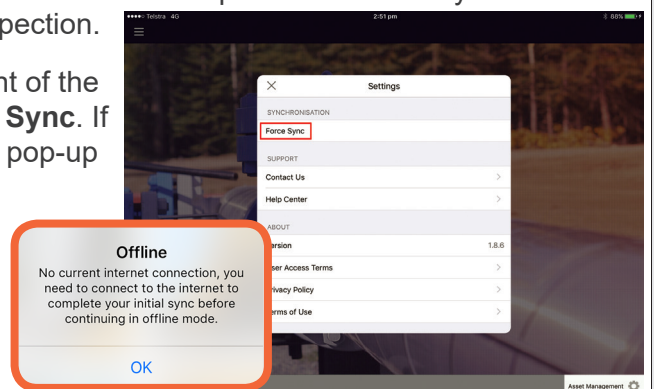 pection.
nt of the
Sync. If
pop-up
Telstra 4G
2:51 pm
88%
Settings
SYNCHRONISATION
Force Sync
SUPPORT
Contact Us
Help Center
ABOUT
ersion 1.8.6
ser Access Terms
rivacy Policy
erms of Use
Asset Management
Offline
No current internet connection, you
need to connect to the internet to
complete your initial sync before
continuing in offline mode.
OK